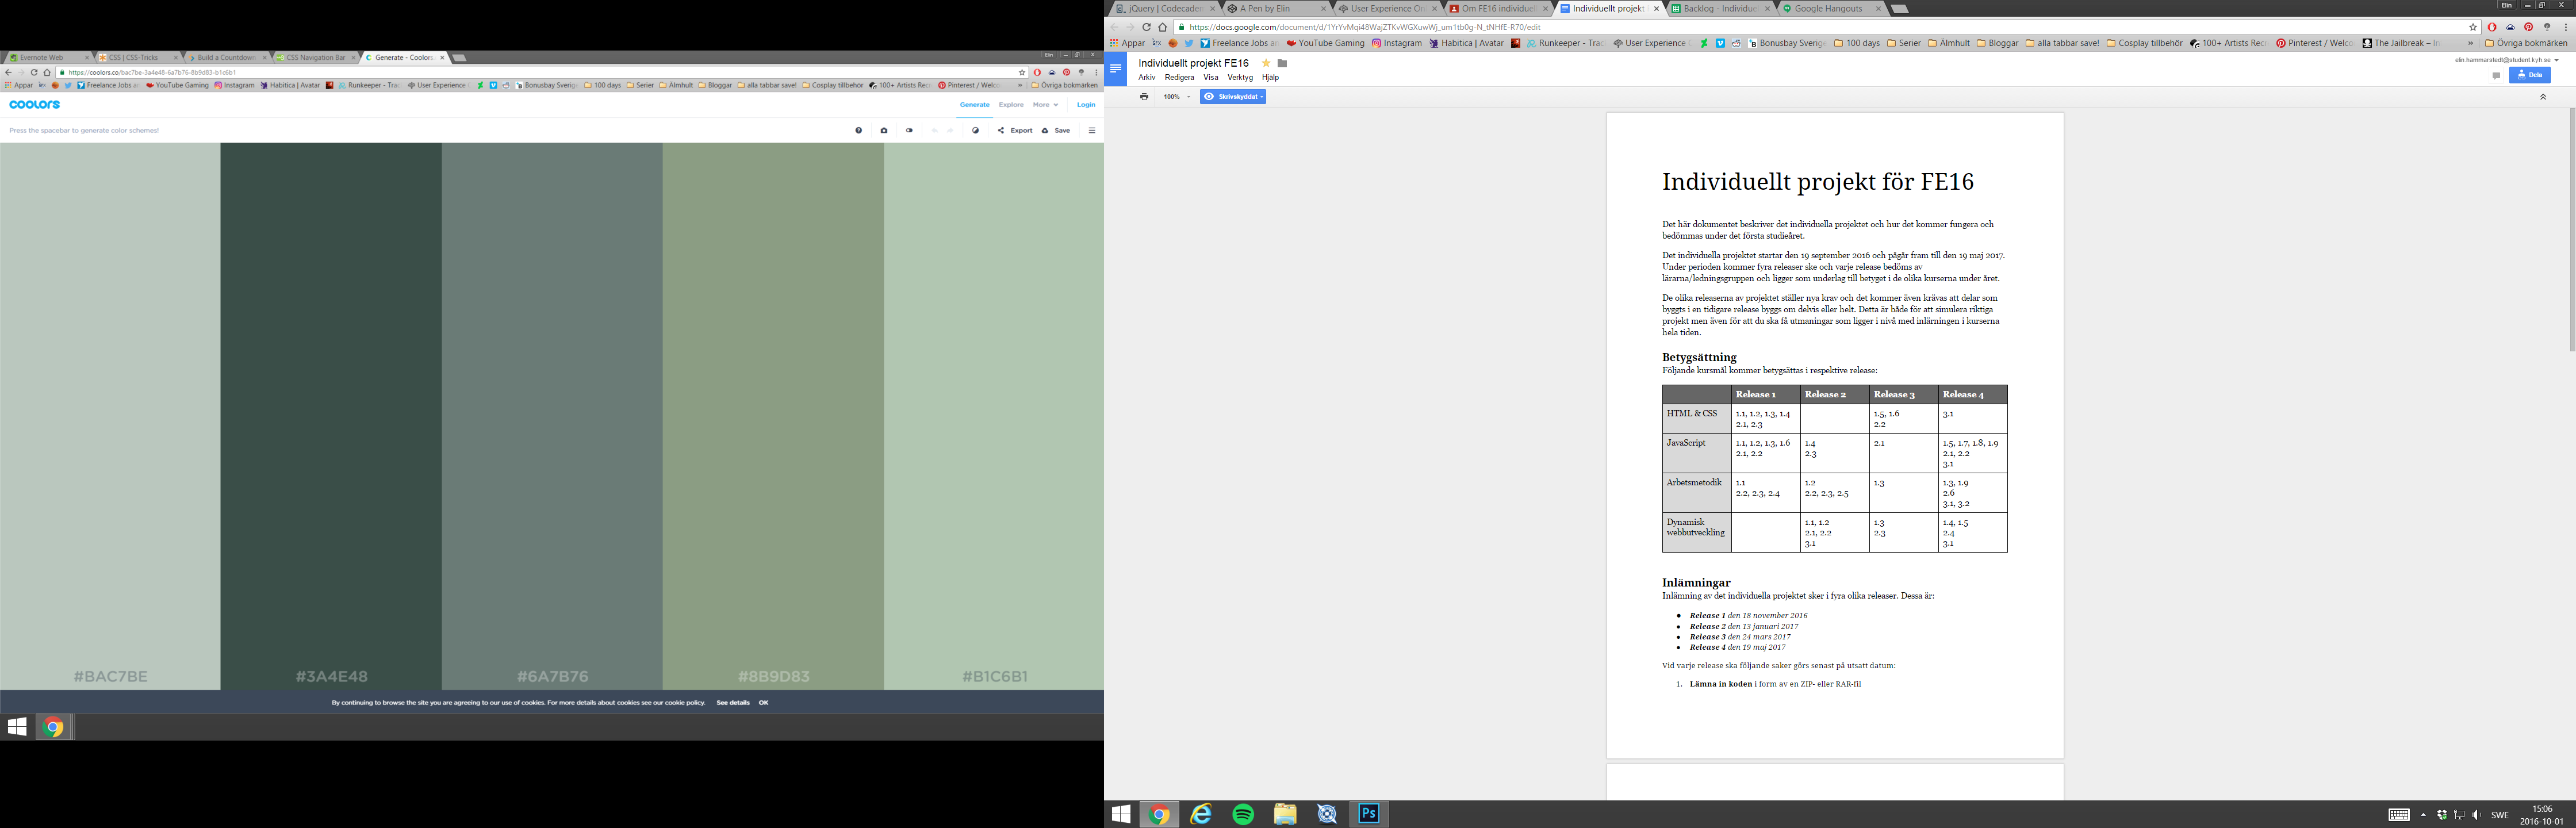 Evernote Web
CSS | CSS-Tricks
Build a Countdown
CSS Navigation Bar
Generate - Coolors
Elin
https://coolors.co/bac7be-3a4e48-6a7b76-8b9d83-b1c6b1
Appar
Freelance Jobs an
YouTube Gaming
Instagram
Habitica | Avatar
Runkeeper - Trac
User Experience
Bonusbay Sverige
100 days
Serier
Älmhult
Bloggar
alla tabbar save!
Cosplay tillbehör
100+ Artists Rec
Pinterest / Welco
»
Övriga bokmärken
coolors
Generate
Explore
More
Login
Press the spacebar to generate color schemes!
Export
Save
#BAC7BE
#3A4E48
#6A7B76
#8B9D83
#B1C6B1
By continuing to browse the site you are agreeing to our use of cookies. For more details about cookies see our cookie policy.
See details
OK
jQuery | Codecadem
A Pen by Elin
User Experience On
Om FE16 individuell
Individuellt projekt
Backlog - Individue
Google Hangouts
Elin
https://docs.google.com/document/d/1YrYvMqi48WajZTKvWGXuwWj_um1tb0g-N_tNHfE-R70/edit
Appar
Freelance Jobs an
YouTube Gaming
Instagram
Habitica | Avatar
Runkeeper - Trac
User Experience
Bonusbay Sverige
100 days
Serier
Älmhult
Bloggar
alla tabbar save!
Cosplay tillbehör
100+ Artists Rec
Pinterest / Welco
The Jailbreak – In
»
Övriga bokmärken
Individuellt projekt FE16
elin.hammarstedt@student.kyh.se
Arkiv Redigera Visa Verktyg Hjälp
Dela
100%
Skrivskyddat
Individuellt projekt för FE16
Det här dokumentet beskriver det individuella projektet och hur det kommer fungera och
bedömmas under det första studieåret.
Det individuella projektet startar den 19 september 2016 och pågår fram till den 19 maj 2017.
Under perioden kommer fyra releaser ske och varje release bedöms av
lärarna/ledningsgruppen och ligger som underlag till betyget i de olika kurserna under året.
De olika releaserna av projektet ställer nya krav och det kommer även krävas att delar som
byggts i en tidigare release byggs om delvis eller helt. Detta är både för att simulera riktiga
projekt men även för att du ska få utmaningar som ligger i nivå med inlärningen i kurserna
hela tiden.
Betygsättning
Följande kursmål kommer betygsättas i respektive release:
Release 1 Release 2 Release 3 Release 4
HTML & CSS 1.1, 1.2, 1.3, 1.4 1.5, 1.6 3.1
2.1, 2.3 2.2
JavaScript 1.1, 1.2, 1.3, 1.6 1.4 2.1 1.5, 1.7, 1.8, 1.9
2.1, 2.2 2.3 2.1, 2.2
3.1
Arbetsmetodik 1.1 1.2 1.3 1.3, 1.9
2.2, 2.3, 2.4 2.2, 2.3, 2.5 2.6
3.1, 3.2
Dynamisk 1.1, 1.2 1.3 1.4, 1.5
webbutveckling 2.1, 2.2 2.3 2.4
3.1 3.1
Inlämningar
Inlämning av det individuella projektet sker i fyra olika releaser. Dessa är:
● Release 1 den 18 november 2016
● Release 2 den 13 januari 2017
● Release 3 den 24 mars 2017
● Release 4 den 19 maj 2017
Vid varje release ska följande saker görs senast på utsatt datum:
1. Lämna in koden i form av en ZIP- eller RAR-fil
Ps
SWE
15:06
2016-10-01